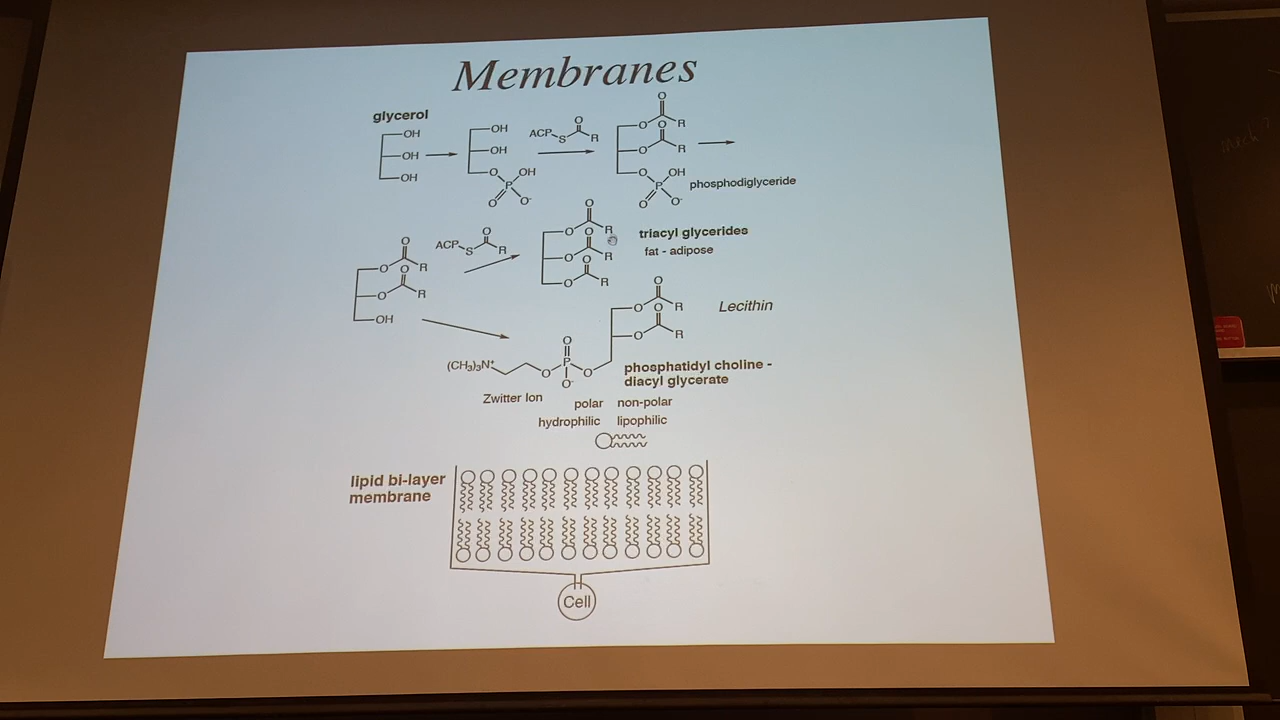 Membranes
glycerol
OH
OH
OH
OH
OH
O
OH
P
O
O-
ACP
S
O
R
O
O
R
O
O
R
O
OH
P
O
O-
phosphodiglyceride
O
O
R
O
O
R
OH
ACP
S
O
R
O
O
R
O
O
R
O
O
R
triacyl glycerides
fat - adipose
O
O
R
O
O
R
Lecithin
(CH3)3N+
O
O
P
O-
O
phosphatidyl choline -
diacyl glycerate
Zwitter Ion
polar non-polar
hydrophilic lipophilic
lipid bi-layer
membrane
Cell